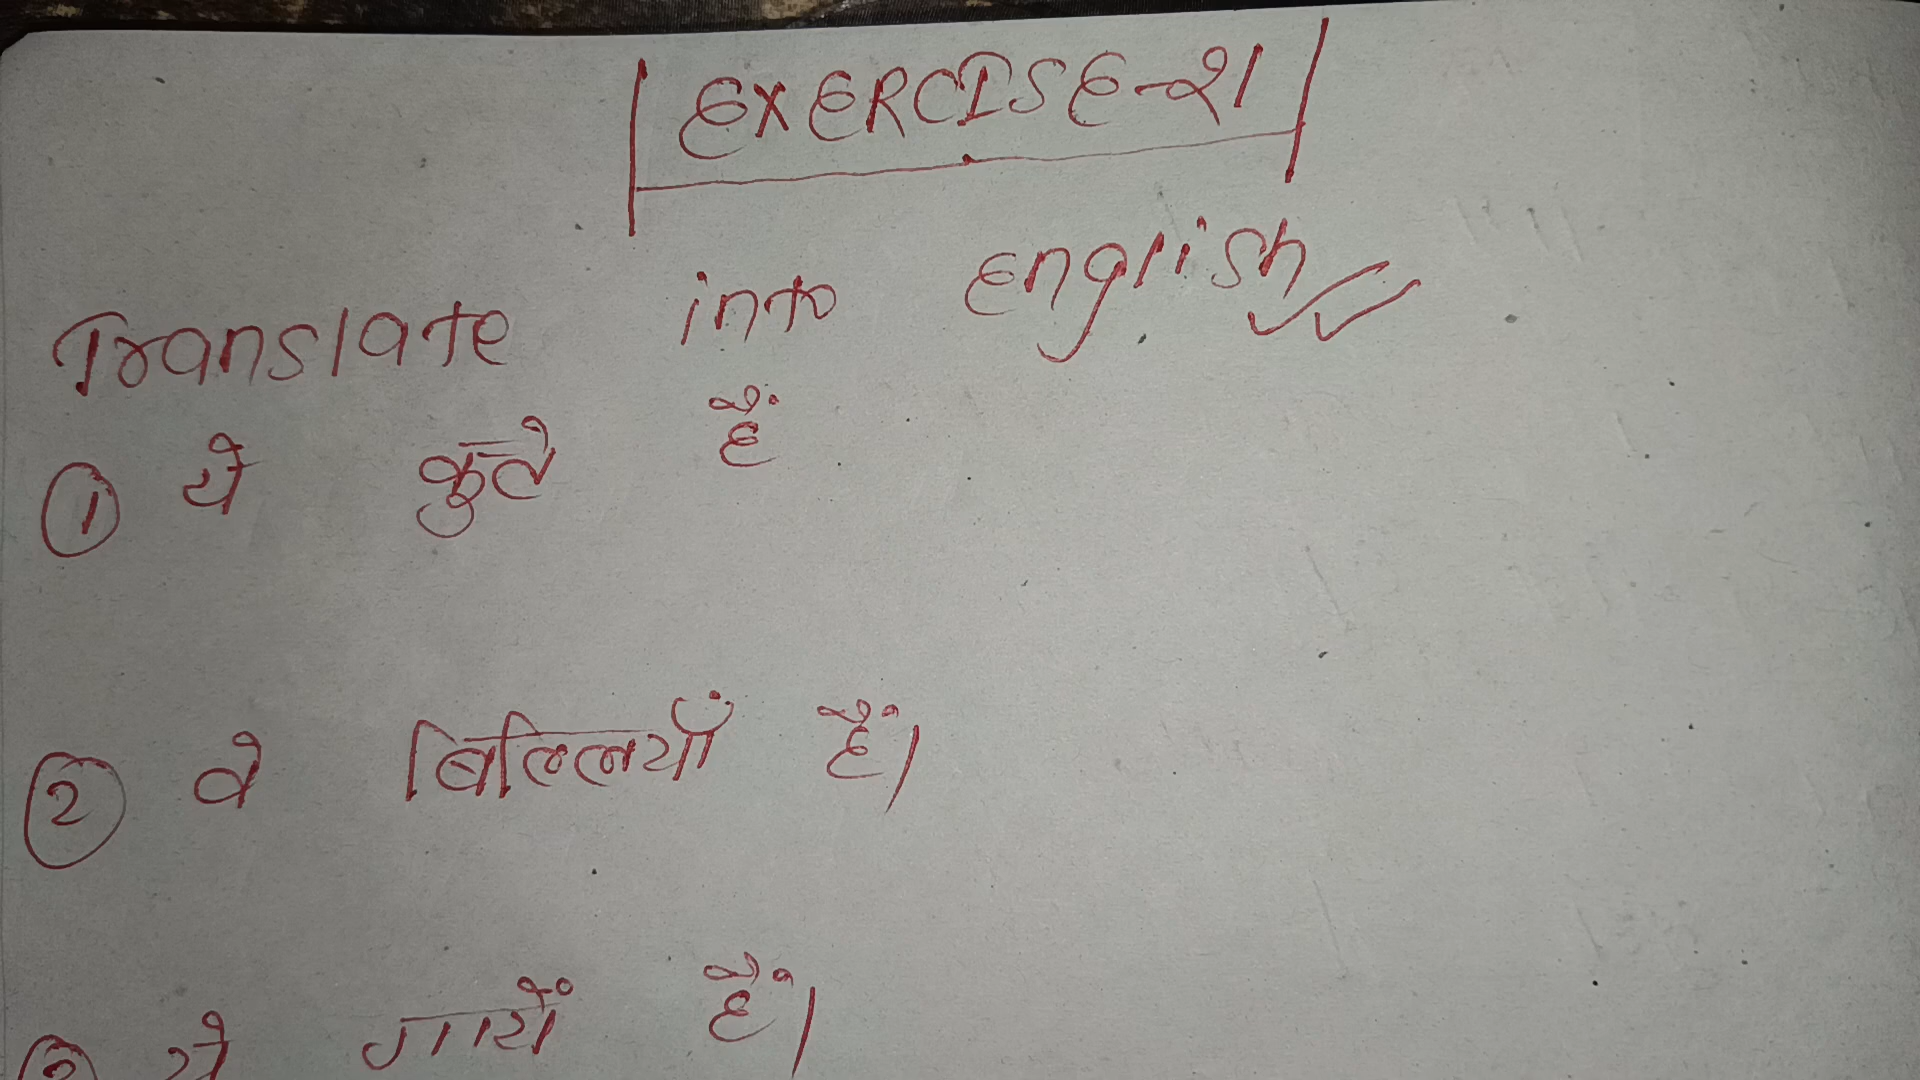 EXERCISE-21
Translate into English
① ये कुत्ते हैं
② वे बिल्लियाँ हैं।
ये गायें हैं।